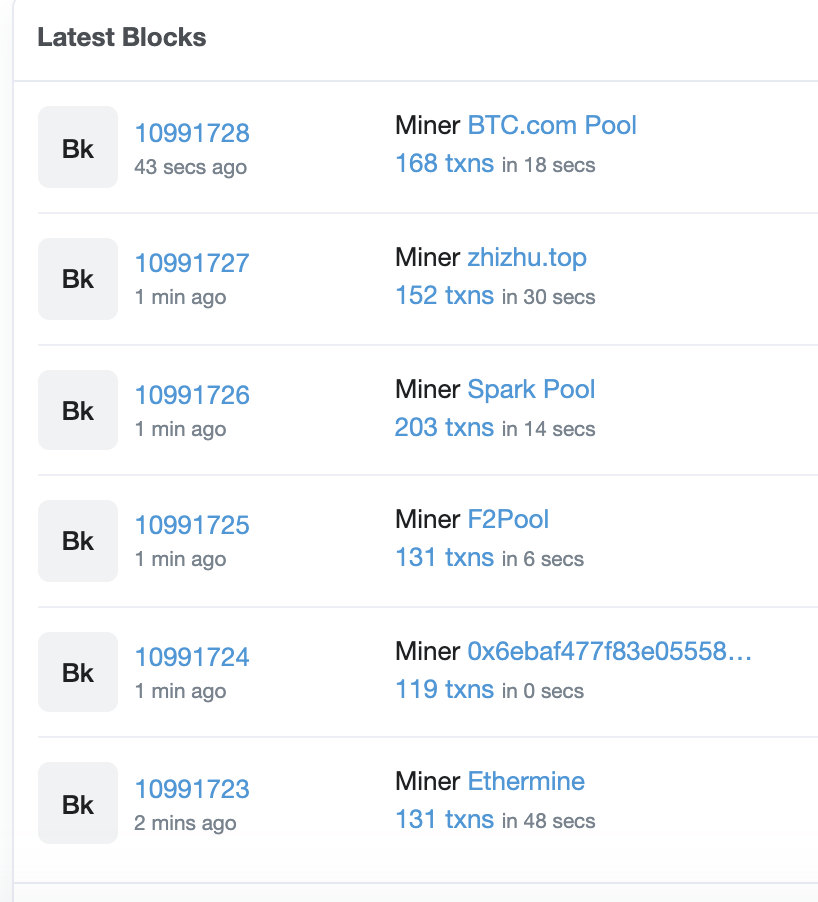 Latest Blocks
Bk
10991728
43 secs ago
Miner BTC.com Pool
168 txns in 18 secs
Bk
10991727
1 min ago
Miner zhizhu.top
152 txns in 30 secs
Bk
10991726
1 min ago
Miner Spark Pool
203 txns in 14 secs
Bk
10991725
1 min ago
Miner F2Pool
131 txns in 6 secs
Bk
10991724
1 min ago
Miner 0x6ebaf477f83e05558...
119 txns in 0 secs
Bk
10991723
2 mins ago
Miner Ethermine
131 txns in 48 secs